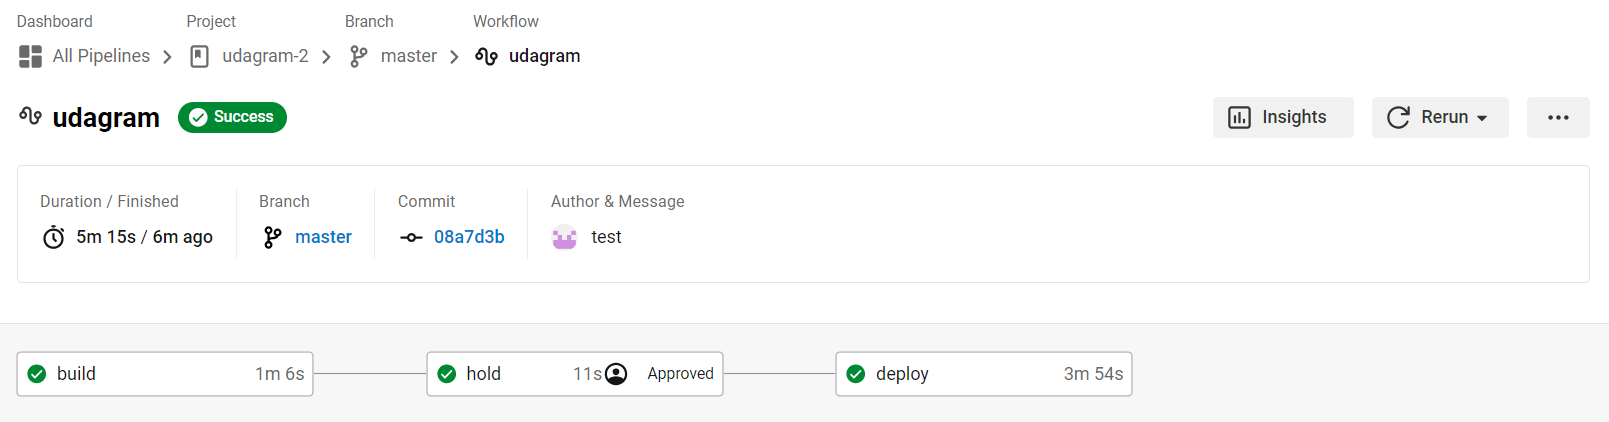 Dashboard Project Branch Workflow
All Pipelines udagram-2 master udagram
udagram Success Insights Rerun
Duration / Finished Branch Commit Author & Message
5m 15s / 6m ago master 08a7d3b test
build 1m 6s hold 11s Approved deploy 3m 54s